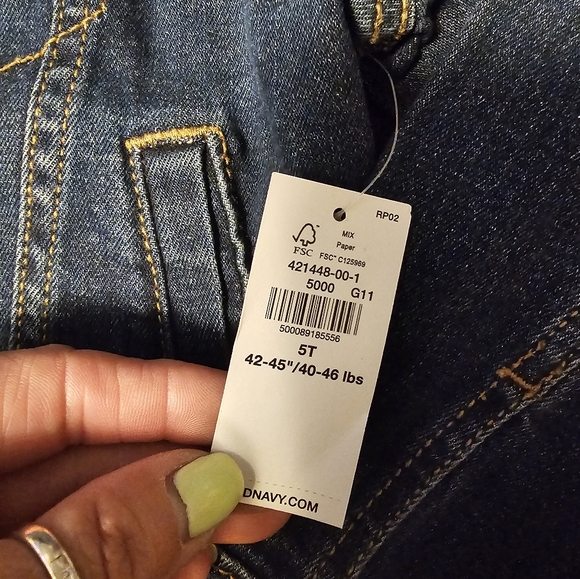 RP02
MIX
Paper
FSC FSC™ C125969
421448-00-1
5000 G11
500089185556
5T
42-45"/40-46 lbs
DNAVY.COM